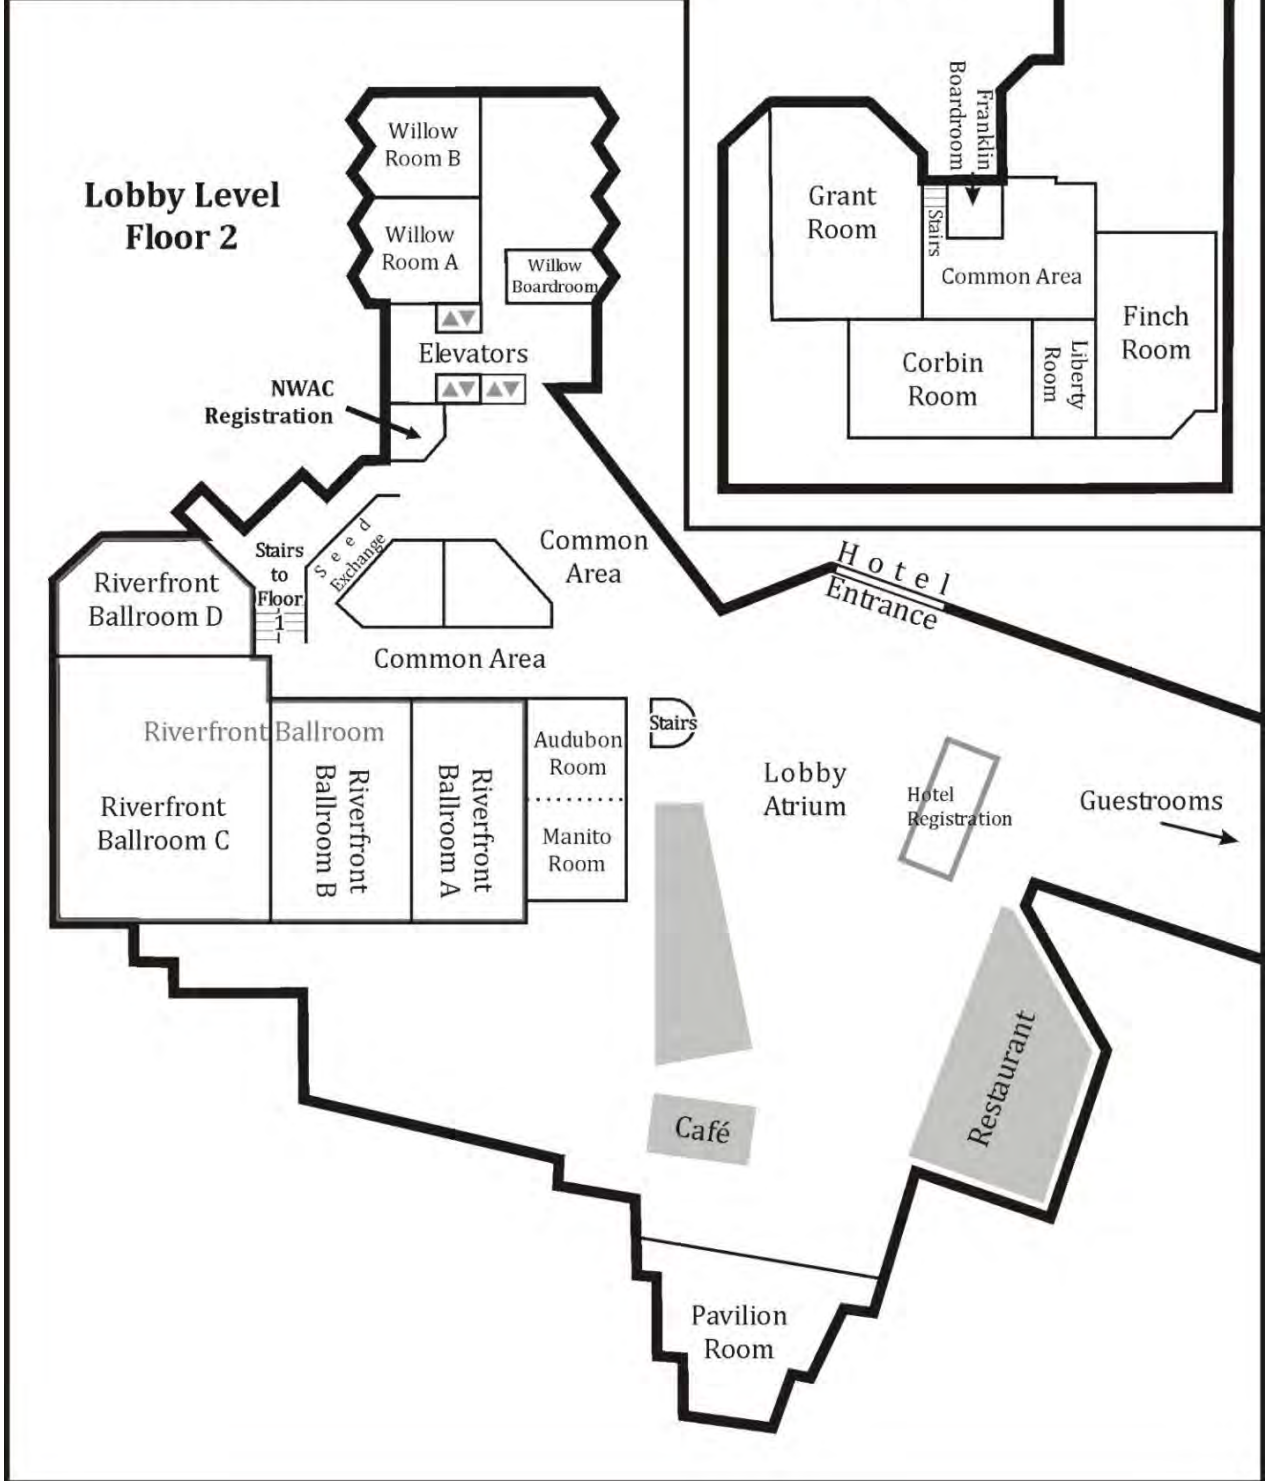 Lobby Level
Floor 2
Willow
Room B
Willow
Room A
Willow
Boardroom
Elevators
NWAC
Registration
Franklin
Boardroom
Grant
Room
Stairs
Common Area
Finch
Room
Corbin
Room
Liberty
Room
Seed
Exchange
Stairs
to
Floor
1
Common
Area
Hotel
Entrance
Riverfront
Ballroom D
Common Area
Riverfront Ballroom
Riverfront
Ballroom C
Riverfront
Ballroom B
Riverfront
Ballroom A
Audubon
Room
Manito
Room
Stairs
Lobby
Atrium
Hotel
Registration
Guestrooms
Restaurant
Café
Pavilion
Room